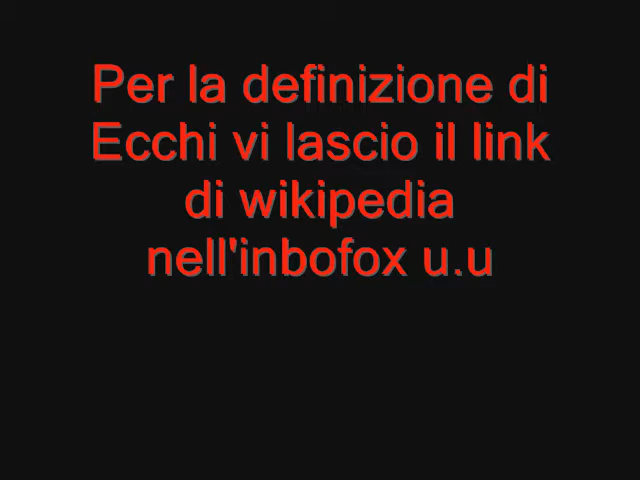 Per la definizione di
Ecchi vi lascio il link
di wikipedia
nell'inbofox u.u